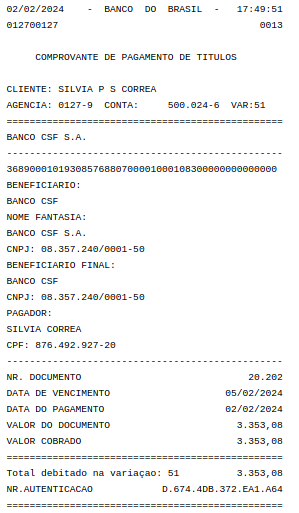 02/02/2024 - BANCO DO BRASIL - 17:49:51
012700127 0013
COMPROVANTE DE PAGAMENTO DE TITULOS
CLIENTE: SILVIA P S CORREA
AGENCIA: 0127-9 CONTA: 500.024-6 VAR:51
================================================
BANCO CSF S.A.
------------------------------------------------
36890001019308576880700001000108300000000000000
BENEFICIARIO:
BANCO CSF
NOME FANTASIA:
BANCO CSF S.A.
CNPJ: 08.357.240/0001-50
BENEFICIARIO FINAL:
BANCO CSF
CNPJ: 08.357.240/0001-50
PAGADOR:
SILVIA CORREA
CPF: 876.492.927-20
------------------------------------------------
NR. DOCUMENTO 20.202
DATA DE VENCIMENTO 05/02/2024
DATA DO PAGAMENTO 02/02/2024
VALOR DO DOCUMENTO 3.353,08
VALOR COBRADO 3.353,08
================================================
Total debitado na variaçao: 51 3.353,08
NR.AUTENTICACAO D.674.4DB.372.EA1.A64
================================================